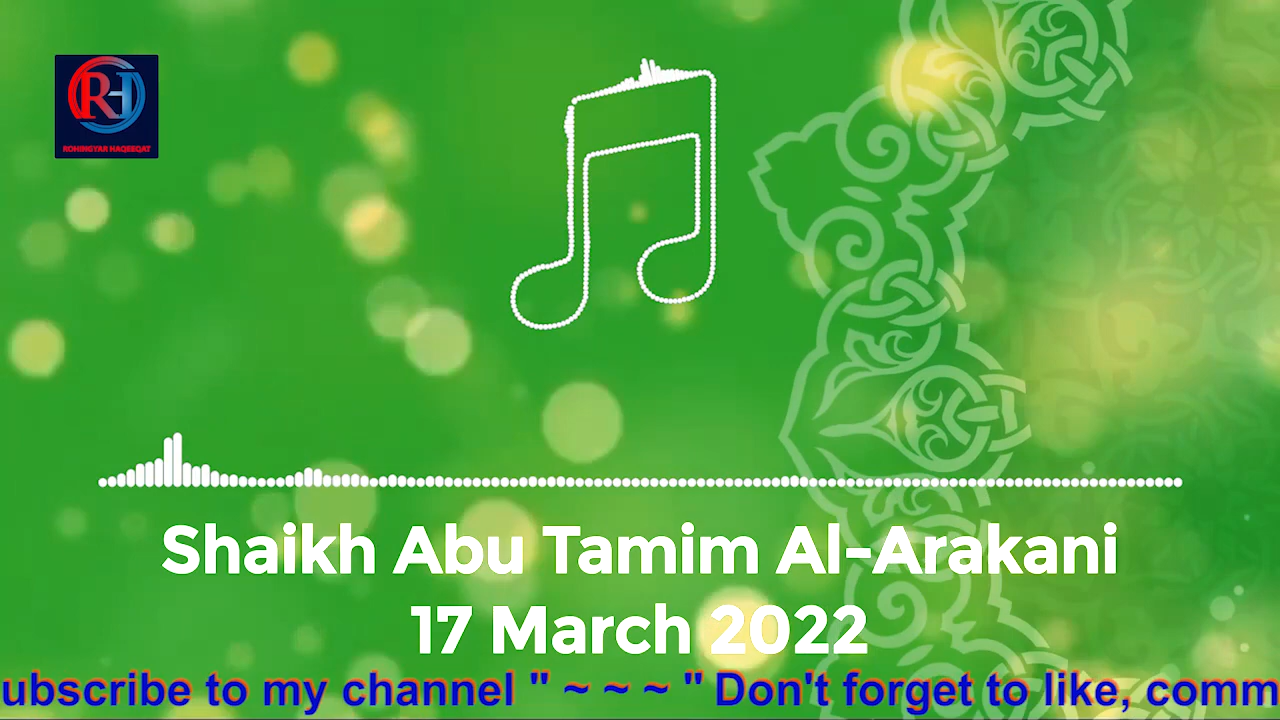 RH
ROHINGYAR HAQEEQAT
Shaikh Abu Tamim Al-Arakani
17 March 2022
ubscribe to my channel " ~ ~ ~ " Don't forget to like, comm